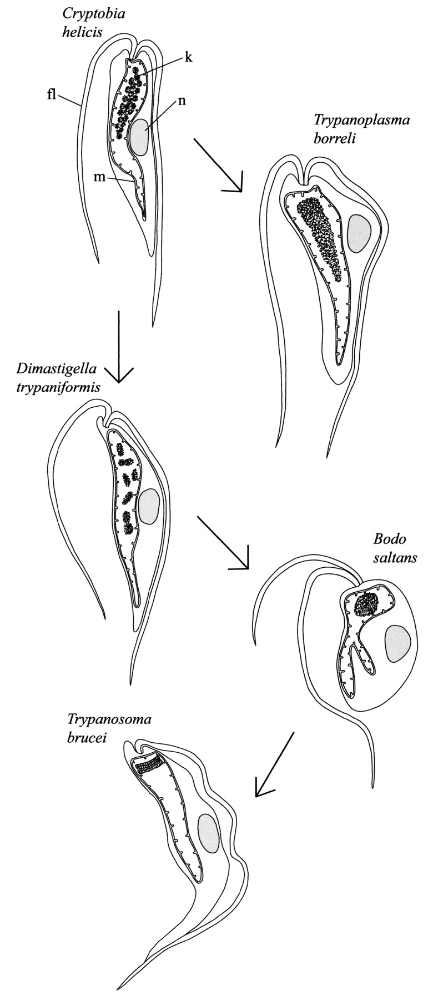 Cryptobia
helicis
k
fl
n
Trypanoplasma
borreli
m
Dimastigella
trypaniformis
Bodo
saltans
Trypanosoma
brucei